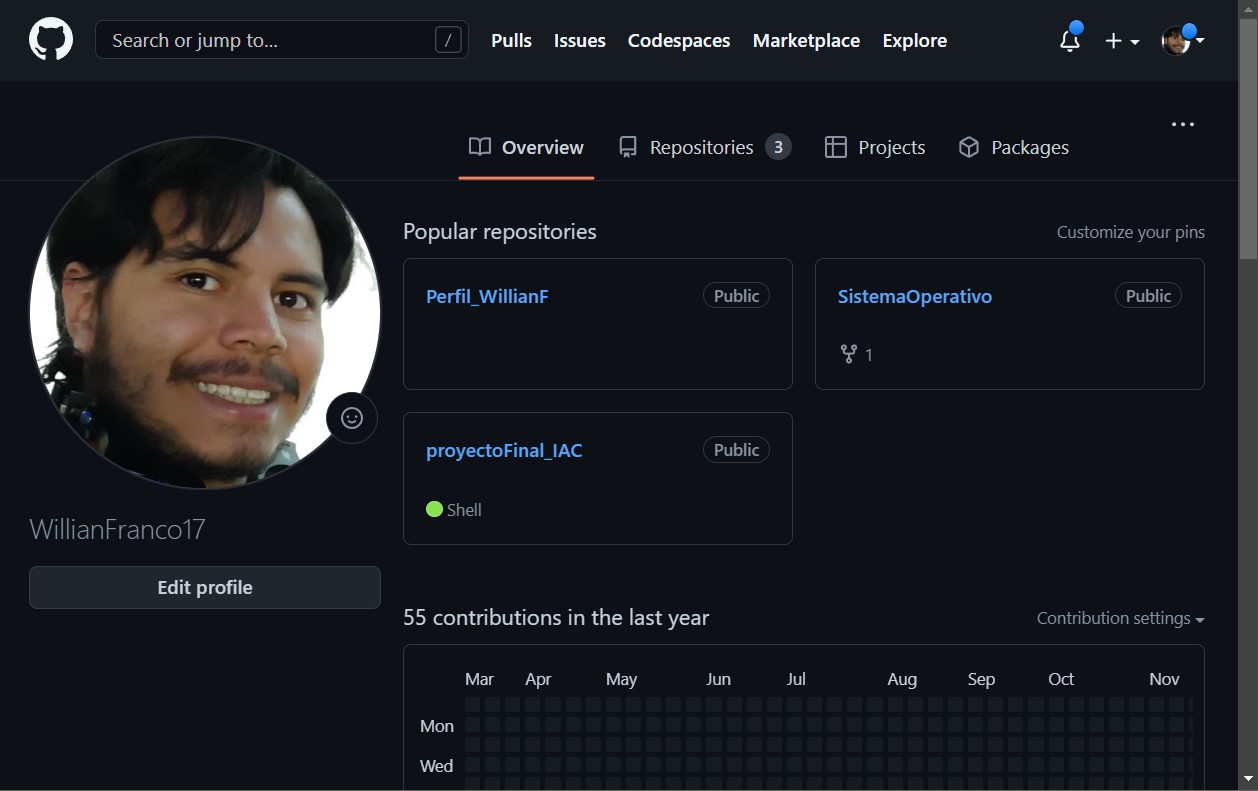 Search or jump to...
/
Pulls
Issues
Codespaces
Marketplace
Explore
Overview
Repositories 3
Projects
Packages
WillianFranco17
Edit profile
Popular repositories
Customize your pins
Perfil_WillianF
Public
SistemaOperativo
Public
1
proyectoFinal_IAC
Public
Shell
55 contributions in the last year
Contribution settings
Mar Apr May Jun Jul Aug Sep Oct Nov
Mon
Wed